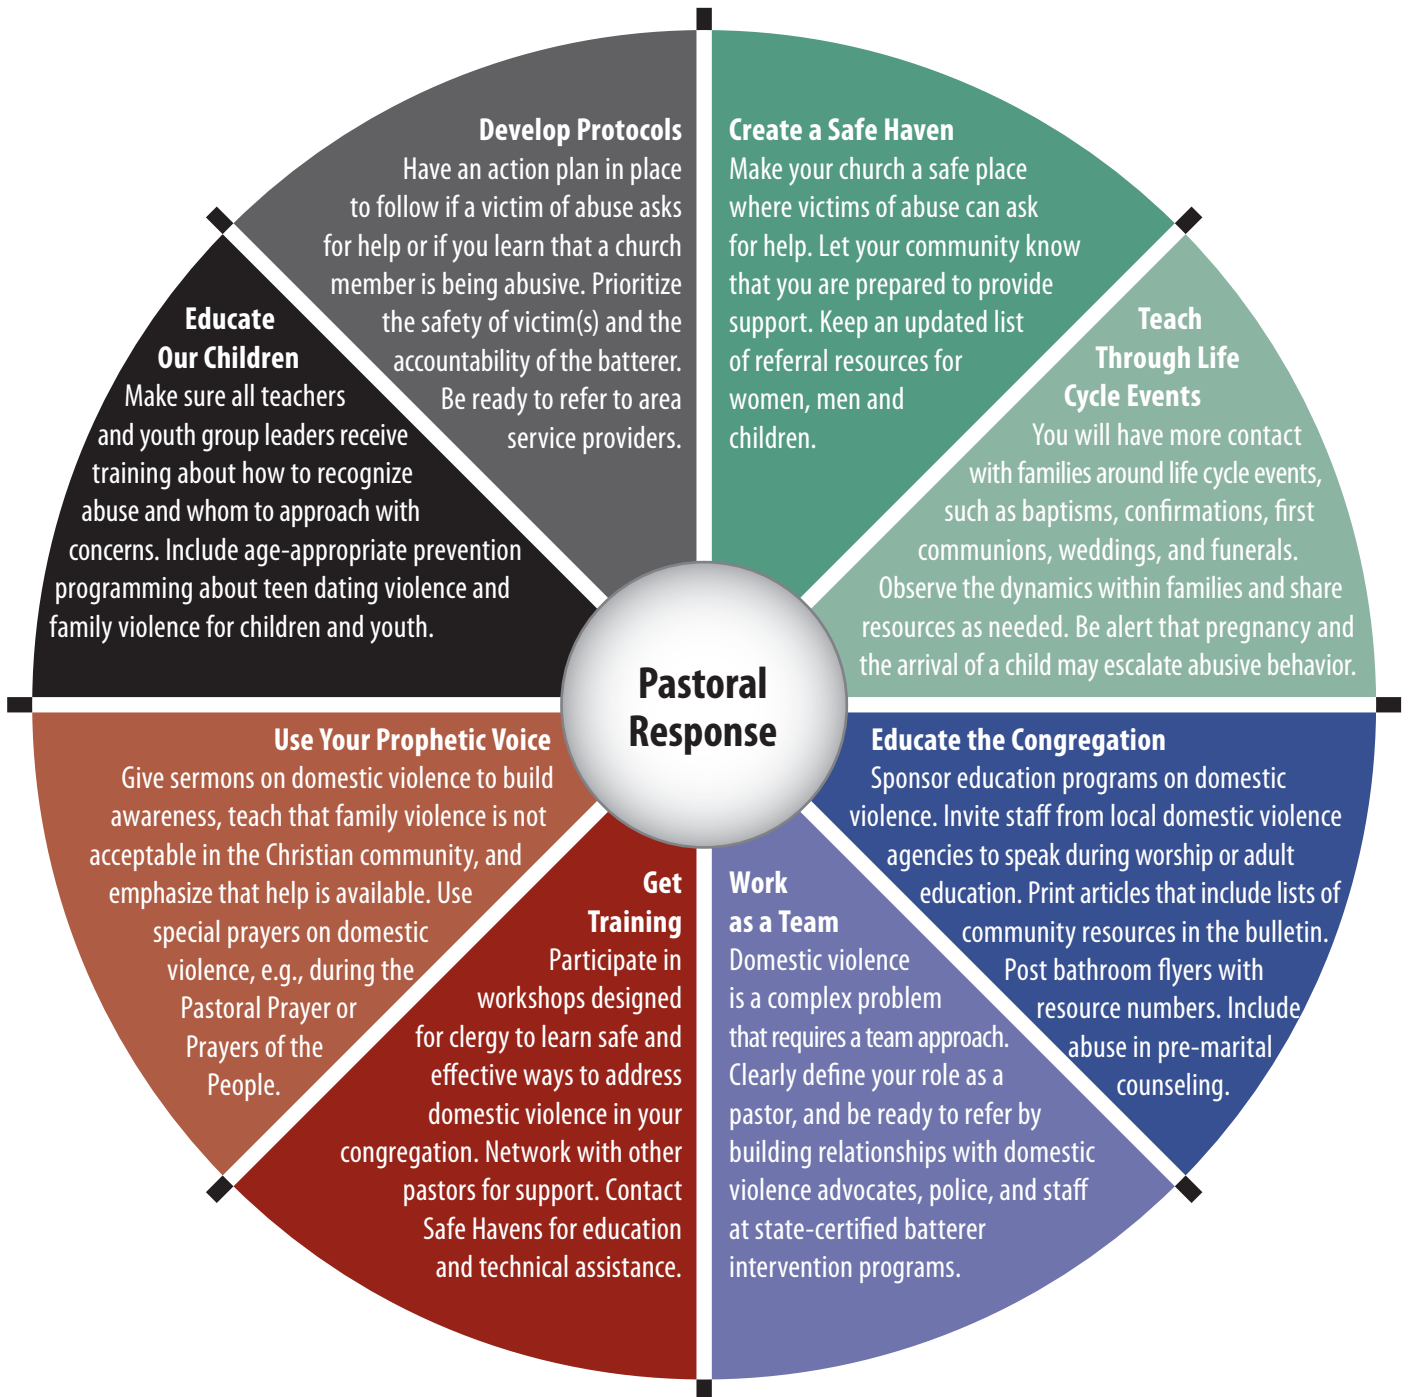 Develop Protocols
Have an action plan in place
to follow if a victim of abuse asks
for help or if you learn that a church
member is being abusive. Prioritize
the safety of victim(s) and the
accountability of the batterer.
Be ready to refer to area
service providers.
Create a Safe Haven
Make your church a safe place
where victims of abuse can ask
for help. Let your community know
that you are prepared to provide
support. Keep an updated list
of referral resources for
women, men and
children.
Teach
Through Life
Cycle Events
You will have more contact
with families around life cycle events,
such as baptisms, confirmations, first
communions, weddings, and funerals.
Observe the dynamics within families and share
resources as needed. Be alert that pregnancy and
the arrival of a child may escalate abusive behavior.
Educate the Congregation
Sponsor education programs on domestic
violence. Invite staff from local domestic violence
agencies to speak during worship or adult
education. Print articles that include lists of
community resources in the bulletin.
Post bathroom flyers with
resource numbers. Include
abuse in pre-marital
counseling.
Work
as a Team
Domestic violence
is a complex problem
that requires a team approach.
Clearly define your role as a
pastor, and be ready to refer by
building relationships with domestic
violence advocates, police, and staff
at state-certified batterer
intervention programs.
Get
Training
Participate in
workshops designed
for clergy to learn safe and
effective ways to address
domestic violence in your
congregation. Network with other
pastors for support. Contact
Safe Havens for education
and technical assistance.
Use Your Prophetic Voice
Give sermons on domestic violence to build
awareness, teach that family violence is not
acceptable in the Christian community, and
emphasize that help is available. Use
special prayers on domestic
violence, e.g., during the
Pastoral Prayer or
Prayers of the
People.
Educate
Our Children
Make sure all teachers
and youth group leaders receive
training about how to recognize
abuse and whom to approach with
concerns. Include age-appropriate prevention
programming about teen dating violence and
family violence for children and youth.
Pastoral
Response